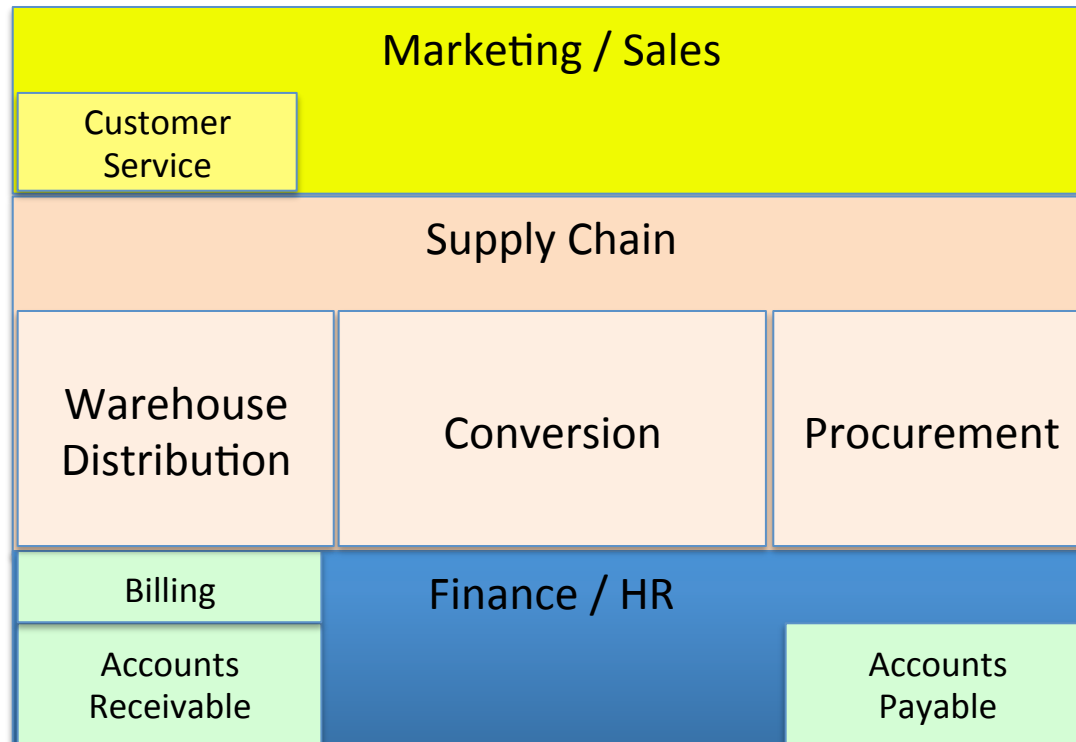 Marketing / Sales
Customer
Service
Supply Chain
Warehouse
Distribution
Conversion
Procurement
Billing
Finance / HR
Accounts
Receivable
Accounts
Payable